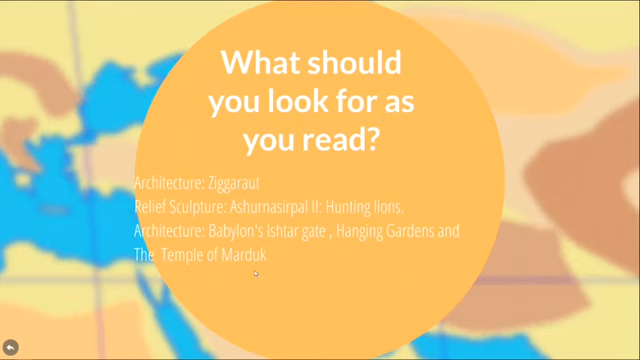 What should
you look for as
you read?
Architecture: Ziggaraut
Relief Sculpture: Ashurnasirpal II: Hunting lions.
Architecture: Babylon's Ishtar gate , Hanging Gardens and
The Temple of Marduk